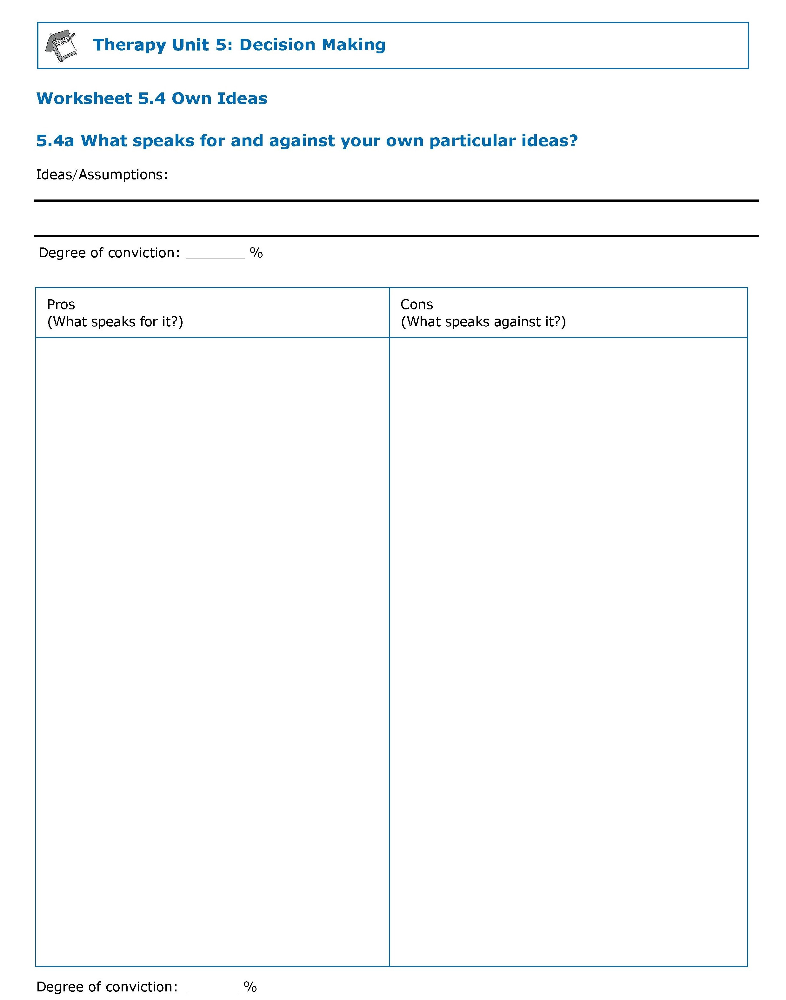 Therapy Unit 5: Decision Making
Worksheet 5.4 Own Ideas
5.4a What speaks for and against your own particular ideas?
Ideas/Assumptions:
Degree of conviction: ________ %
Pros
(What speaks for it?)
Cons
(What speaks against it?)
Degree of conviction: _______ %